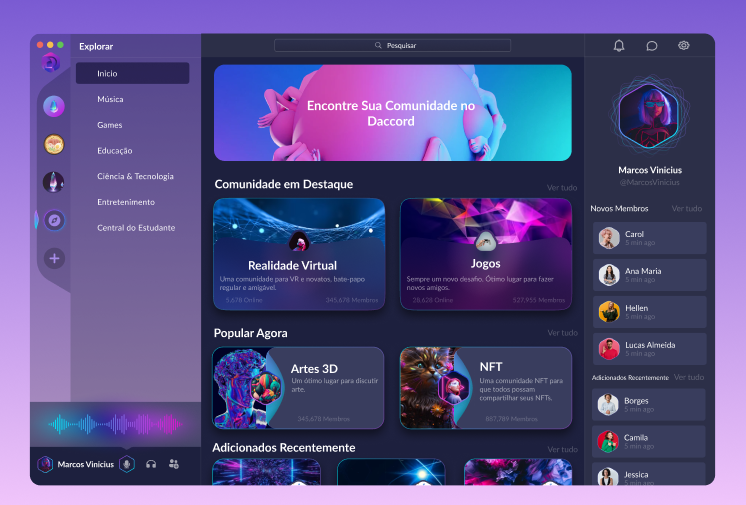 Explorar
Início
Música
Games
Educação
Ciência & Tecnologia
Entretenimento
Central do Estudante
Marcos Vinicius
Pesquisar
Encontre Sua Comunidade no
Daccord
Comunidade em Destaque
Ver tudo
Realidade Virtual
Uma comunidade para VR e novatos, bate-papo
regular e amigável.
5,678 Online
345,678 Membros
Jogos
Sempre um novo desafio. Ótimo lugar para fazer
novos amigos.
28,628 Online
527,955 Membros
Popular Agora
Ver tudo
Artes 3D
Um ótimo lugar para discutir
arte.
345,678 Membros
NFT
Uma comunidade NFT para
que todos possam
compartilhar seus NFTs.
887,789 Membros
Adicionados Recentemente
Ver tudo
Marcos Vinicius
@MarcosVinicius
Novos Membros
Ver tudo
Carol
5 min ago
Ana Maria
5 min ago
Hellen
5 min ago
Lucas Almeida
5 min ago
Adicionados Recentemente
Ver tudo
Borges
5 min ago
Camila
5 min ago
Jessica
5 min ago